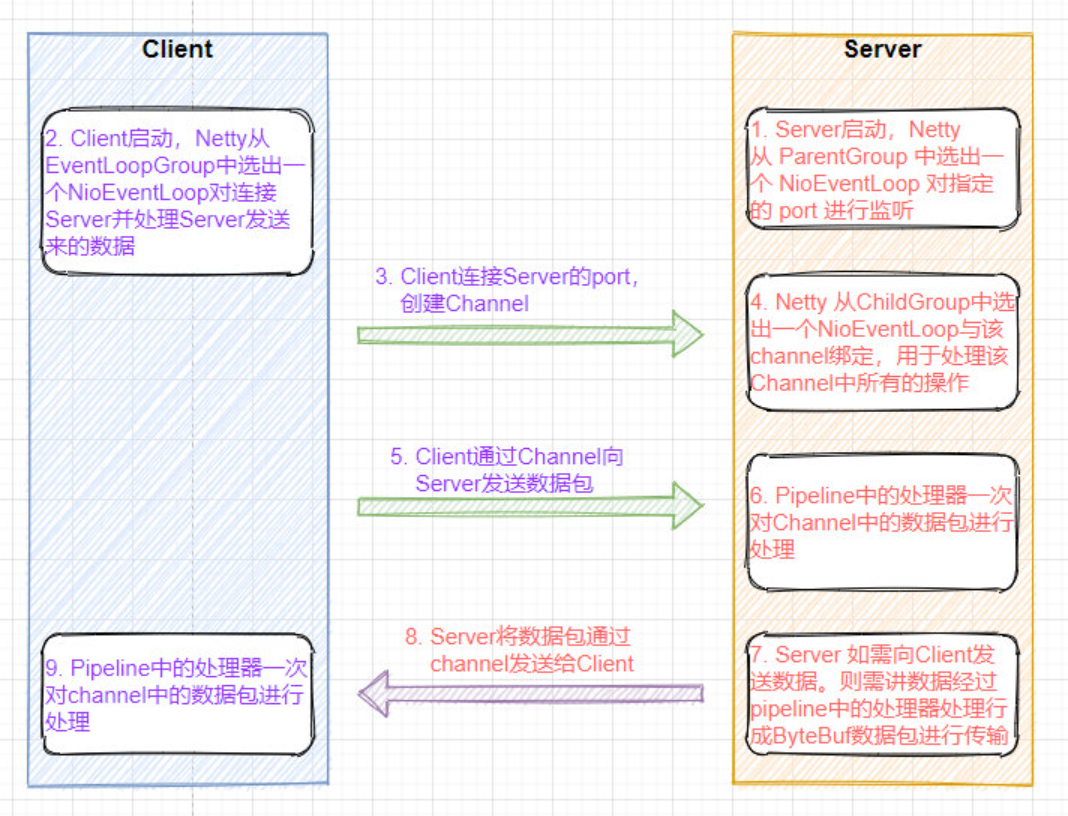 Client
2. Client启动，Netty从
EventLoopGroup中选出一
个NioEventLoop对连接
Server并处理Server发送
来的数据
3. Client连接Server的port，
创建Channel
5. Client通过Channel向
Server发送数据包
8. Server将数据包通过
channel发送给Client
9. Pipeline中的处理器一次
对channel中的数据包进行
处理
Server
1. Server启动，Netty
从 ParentGroup 中选出一
个 NioEventLoop 对指定
的 port 进行监听
4. Netty 从ChildGroup中选
出一个NioEventLoop与该
channel绑定，用于处理该
Channel中所有的操作
6. Pipeline中的处理器一次
对Channel中的数据包进行
处理
7. Server 如需向Client发
送数据。则需讲数据经过
pipeline中的处理器处理行
成ByteBuf数据包进行传输